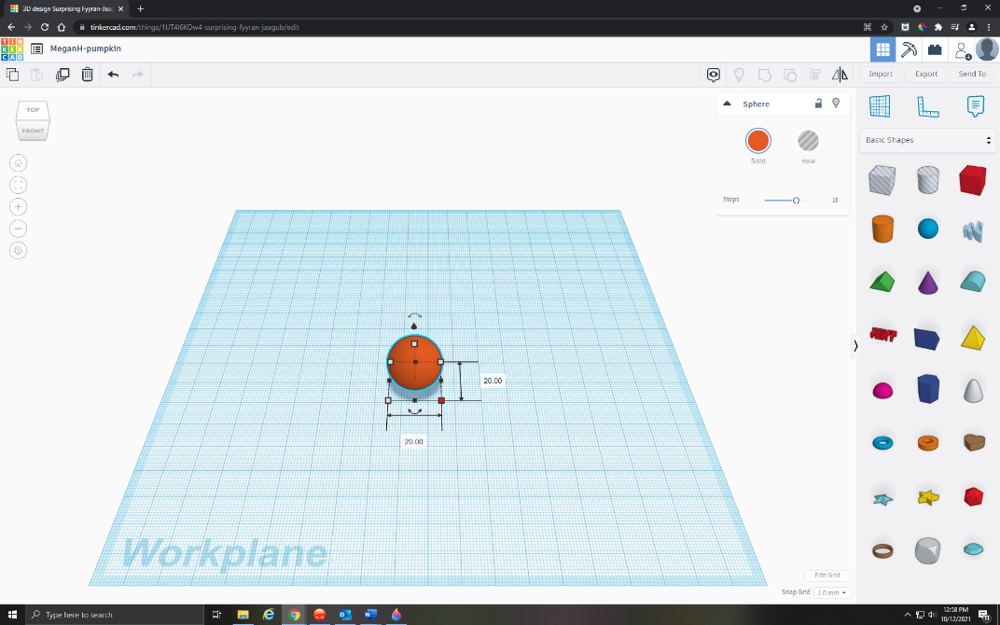 3D design Surprising Fyyran-Jaag
tinkercad.com/things/1UT4I6KOw4-surprising-fyyran-jaagub/edit
TIN
KER
CAD
MeganH-pumpkin
Import
Export
Send To
TOP
FRONT
Sphere
Solid
Hole
Steps
18
Basic Shapes
TEXT
20.00
20.00
Workplane
Edit Grid
Snap Grid
1.0 mm
Type here to search
12:58 PM
10/12/2021